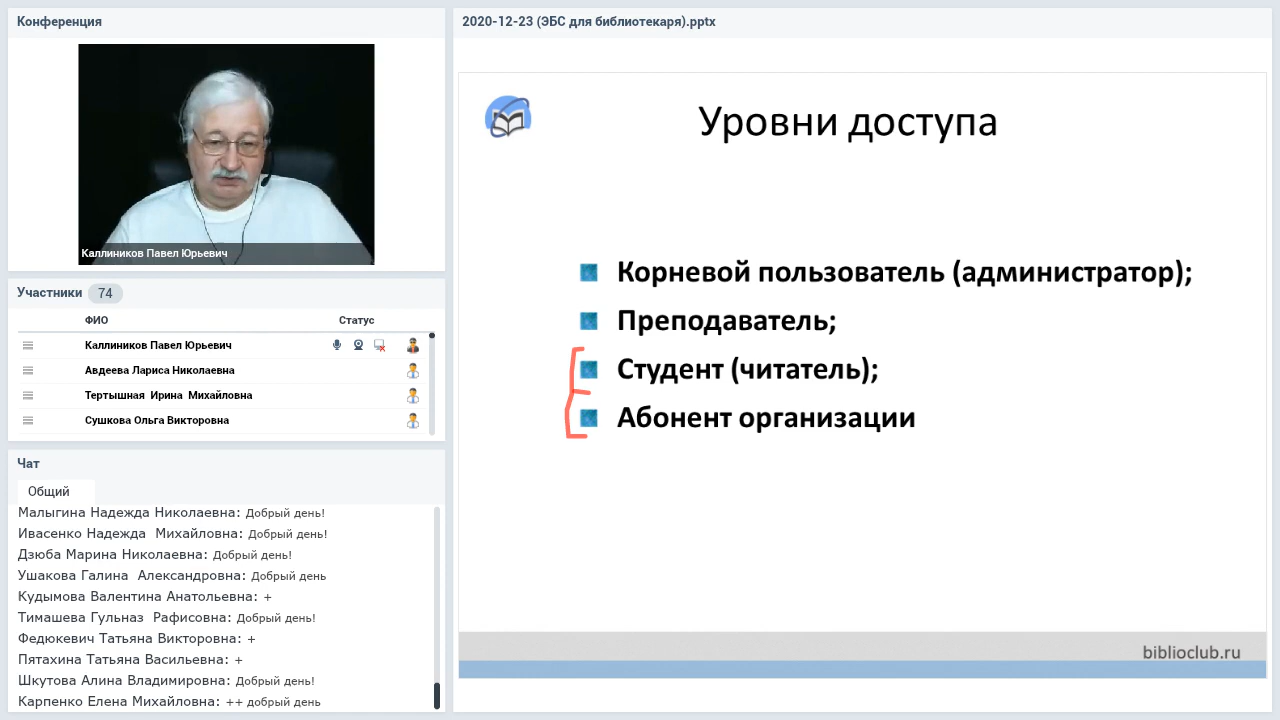 Конференция
Каллиников Павел Юрьевич
Участники 74
ФИО Статус
Каллиников Павел Юрьевич
Авдеева Лариса Николаевна
Тертышная Ирина Михайловна
Сушкова Ольга Викторовна
Чат
Общий
Малыгина Надежда Николаевна: Добрый день!
Ивасенко Надежда Михайловна: Добрый день!
Дзюба Марина Николаевна: Добрый день!
Ушакова Галина Александровна: Добрый день
Кудымова Валентина Анатольевна: +
Тимашева Гульназ Рафисовна: Добрый день!
Федюкевич Татьяна Викторовна: +
Пятахина Татьяна Васильевна: +
Шкутова Алина Владимировна: Добрый день!
Карпенко Елена Михайловна: ++ добрый день
2020-12-23 (ЭБС для библиотекаря).pptx
Уровни доступа
Корневой пользователь (администратор);
Преподаватель;
Студент (читатель);
Абонент организации
biblioclub.ru